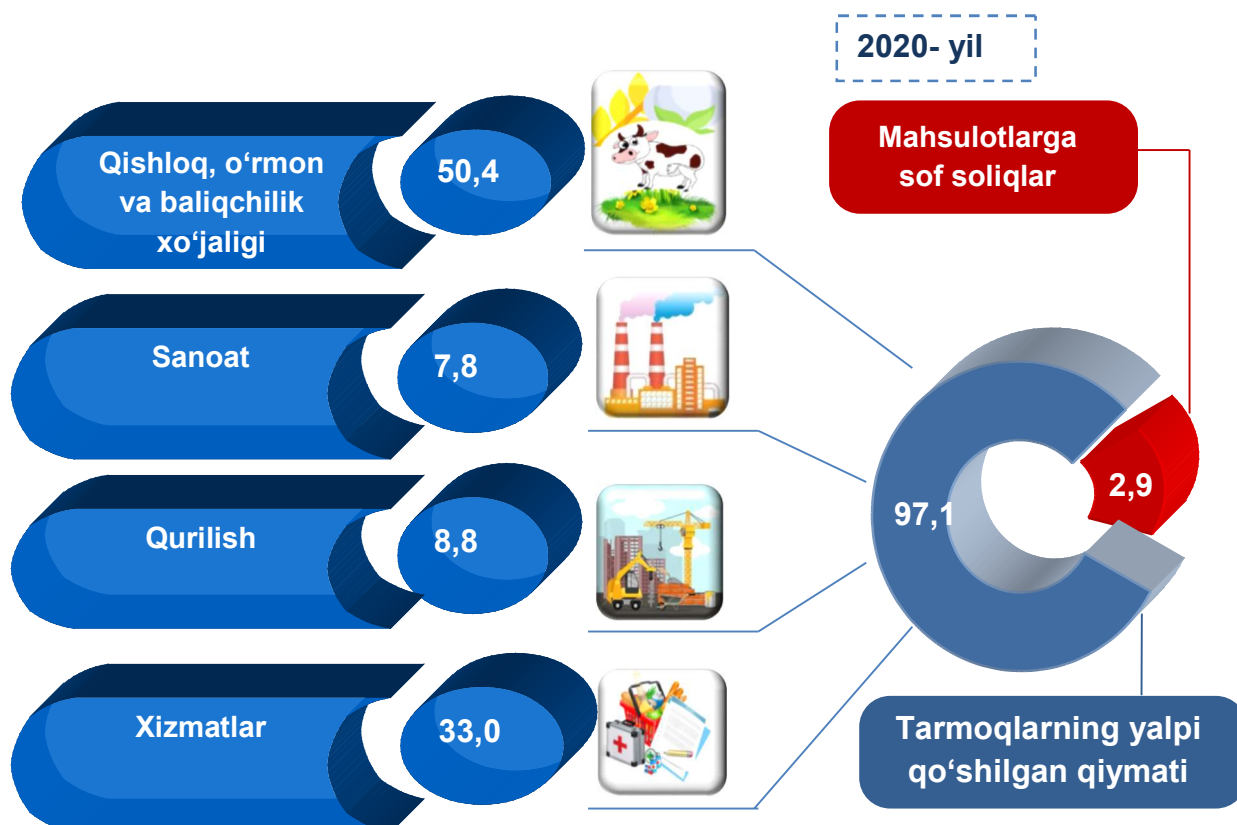 2020- yil
Mahsulotlarga
sof soliqlar
Qishloq, o‘rmon
va baliqchilik
xo‘jaligi
50,4
Sanoat
7,8
Qurilish
8,8
Xizmatlar
33,0
97,1
2,9
Tarmoqlarning yalpi
qo‘shilgan qiymati